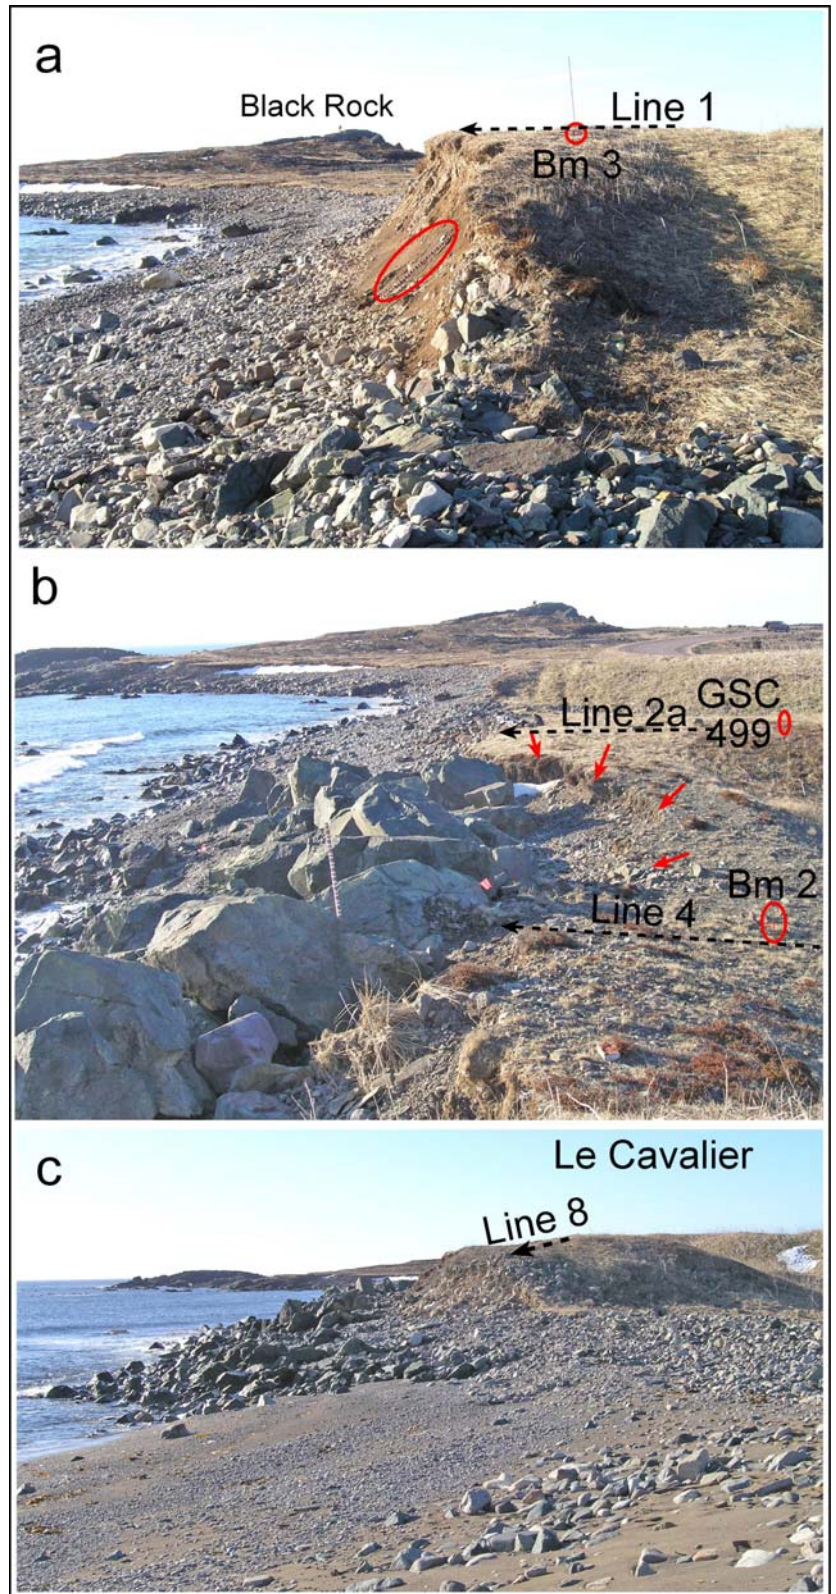 a
Black Rock
Line 1
Bm 3
b
GSC
Line 2a
499
Bm 2
Line 4
c
Le Cavalier
Line 8